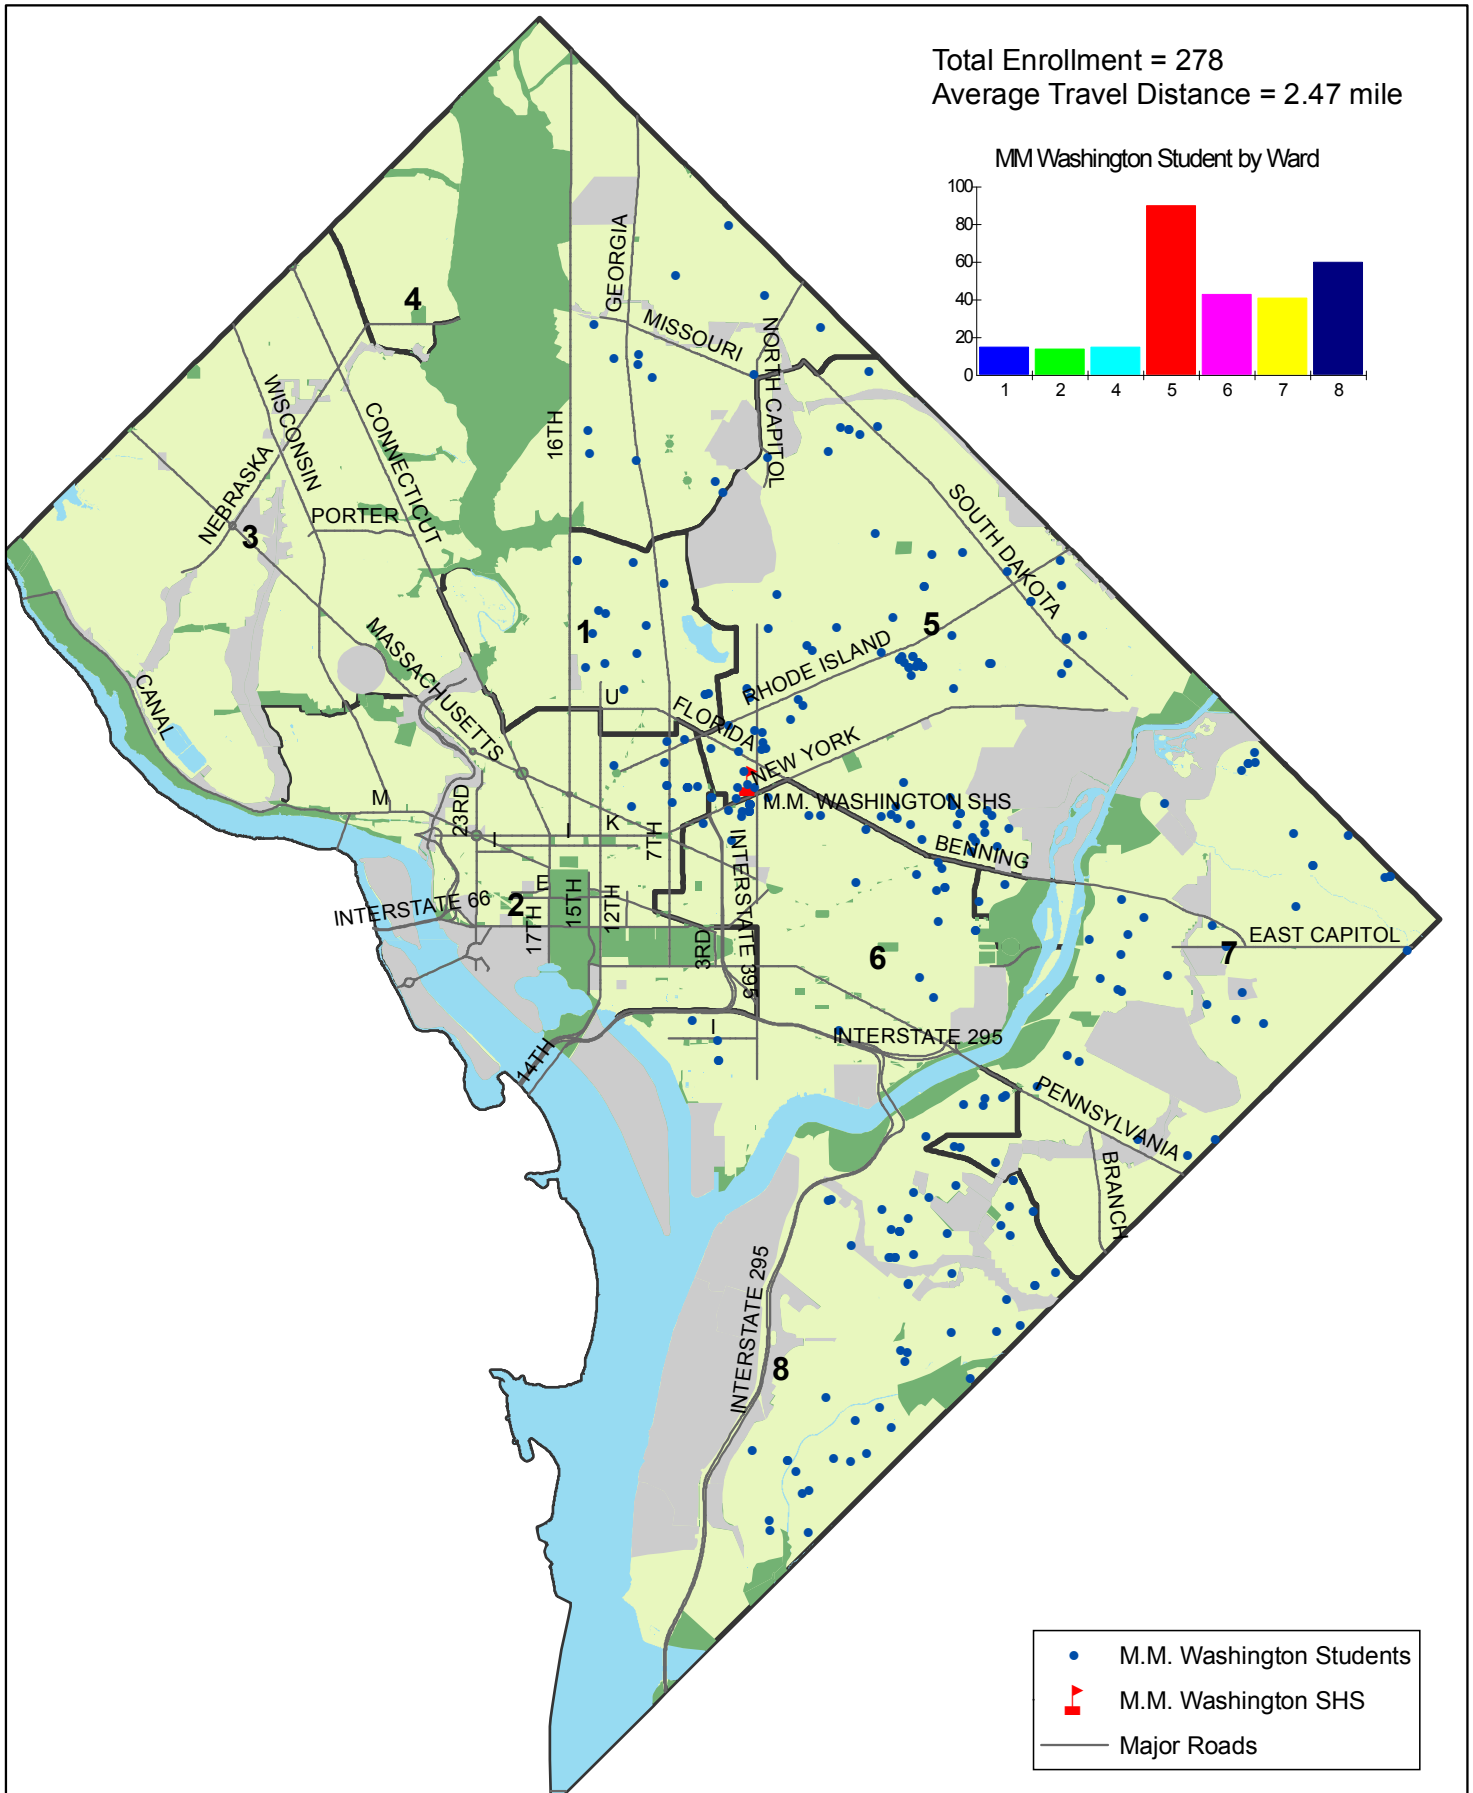 Total Enrollment = 278
Average Travel Distance = 2.47 mile
MM Washington Student by Ward
100
80
60
40
20
0
1 2 4 5 6 7 8
GEORGIA
4
MISSOURI
NORTH CAPITOL
WISCONSIN
CONNECTICUT
16TH
NEBRASKA
PORTER
3
SOUTH DAKOTA
1
5
MASSACHUSETTS
RHODE ISLAND
CANAL
U
FLORIDA
NEW YORK
M
23RD
M.M. WASHINGTON SHS
I
I
K
7TH
INTERSTATE 395
BENNING
E
INTERSTATE 66
2
17TH
15TH
12TH
3RD
6
7
EAST CAPITOL
I
INTERSTATE 295
14TH
PENNSYLVANIA
BRANCH
INTERSTATE 295
8
M.M. Washington Students
M.M. Washington SHS
Major Roads